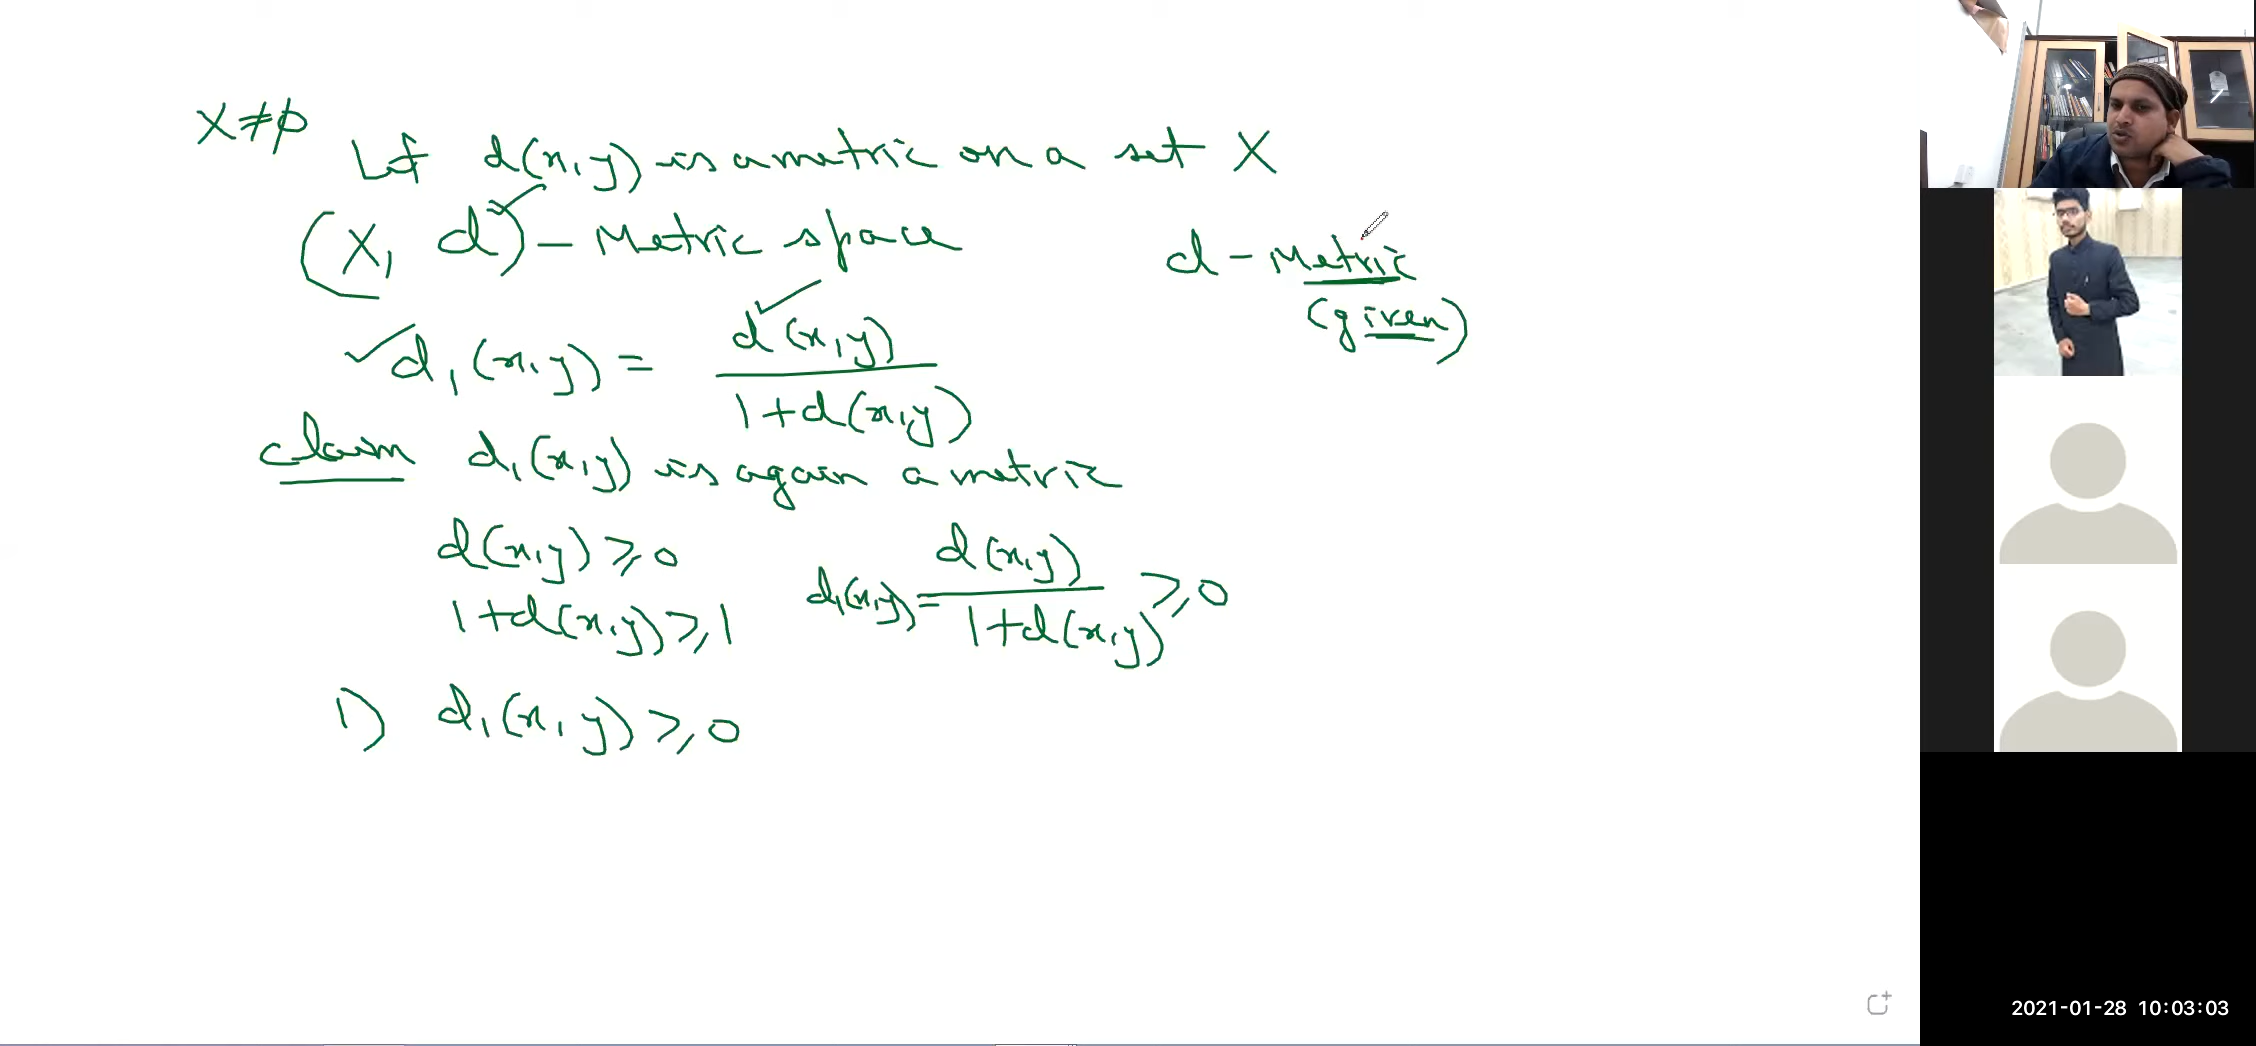 X≠ϕ
Let d(x,y) is a metric on a set X
(X, d) - Metric space
d - Metric
(given)
d₁(x,y) = d(x,y) / 1+d(x,y)
claim d₁(x,y) is again a metric
d(x,y) ≥ 0
1+d(x,y) ≥ 1
d₁(x,y) = d(x,y) / 1+d(x,y) ≥ 0
1) d₁(x,y) ≥ 0
2021-01-28 10:03:03